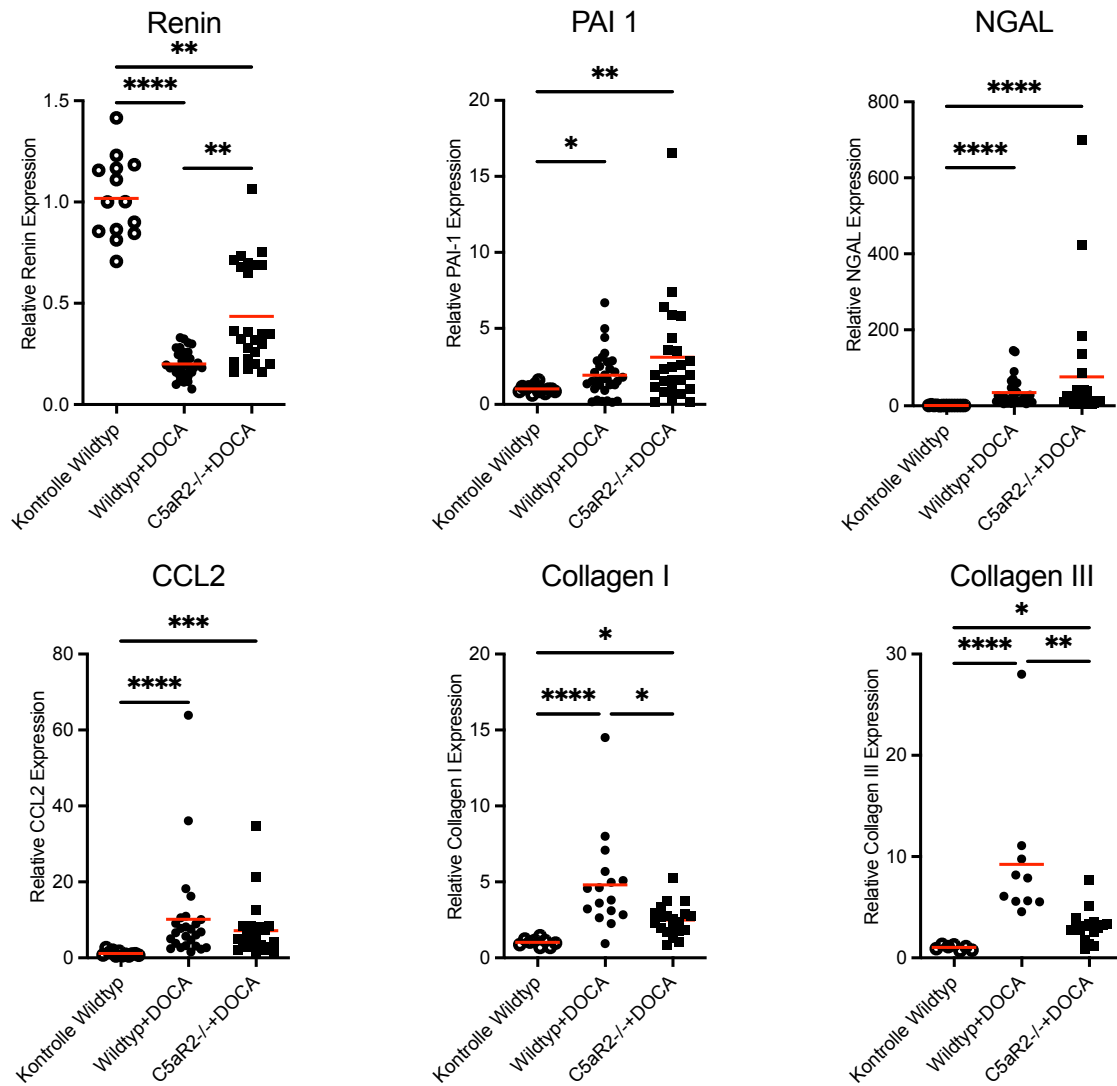 Renin
PAI 1
NGAL
**
****
**
Relative Renin Expression
1.5
1.0
0.5
0.0
Kontrolle Wildtyp
Wildtyp+DOCA
C5aR2-/-+DOCA
**
*
Relative PAI-1 Expression
20
15
10
5
0
Kontrolle Wildtyp
Wildtyp+DOCA
C5aR2-/-+DOCA
****
****
Relative NGAL Expression
800
600
400
200
0
Kontrolle Wildtyp
Wildtyp+DOCA
C5aR2-/-+DOCA
CCL2
Collagen I
Collagen III
***
****
Relative CCL2 Expression
80
60
40
20
0
Kontrolle Wildtyp
Wildtyp+DOCA
C5aR2-/-+DOCA
*
****
*
Relative Collagen I Expression
20
15
10
5
0
Kontrolle Wildtyp
Wildtyp+DOCA
C5aR2-/-+DOCA
*
****
**
Relative Collagen III Expression
30
20
10
0
Kontrolle Wildtyp
Wildtyp+DOCA
C5aR2-/-+DOCA